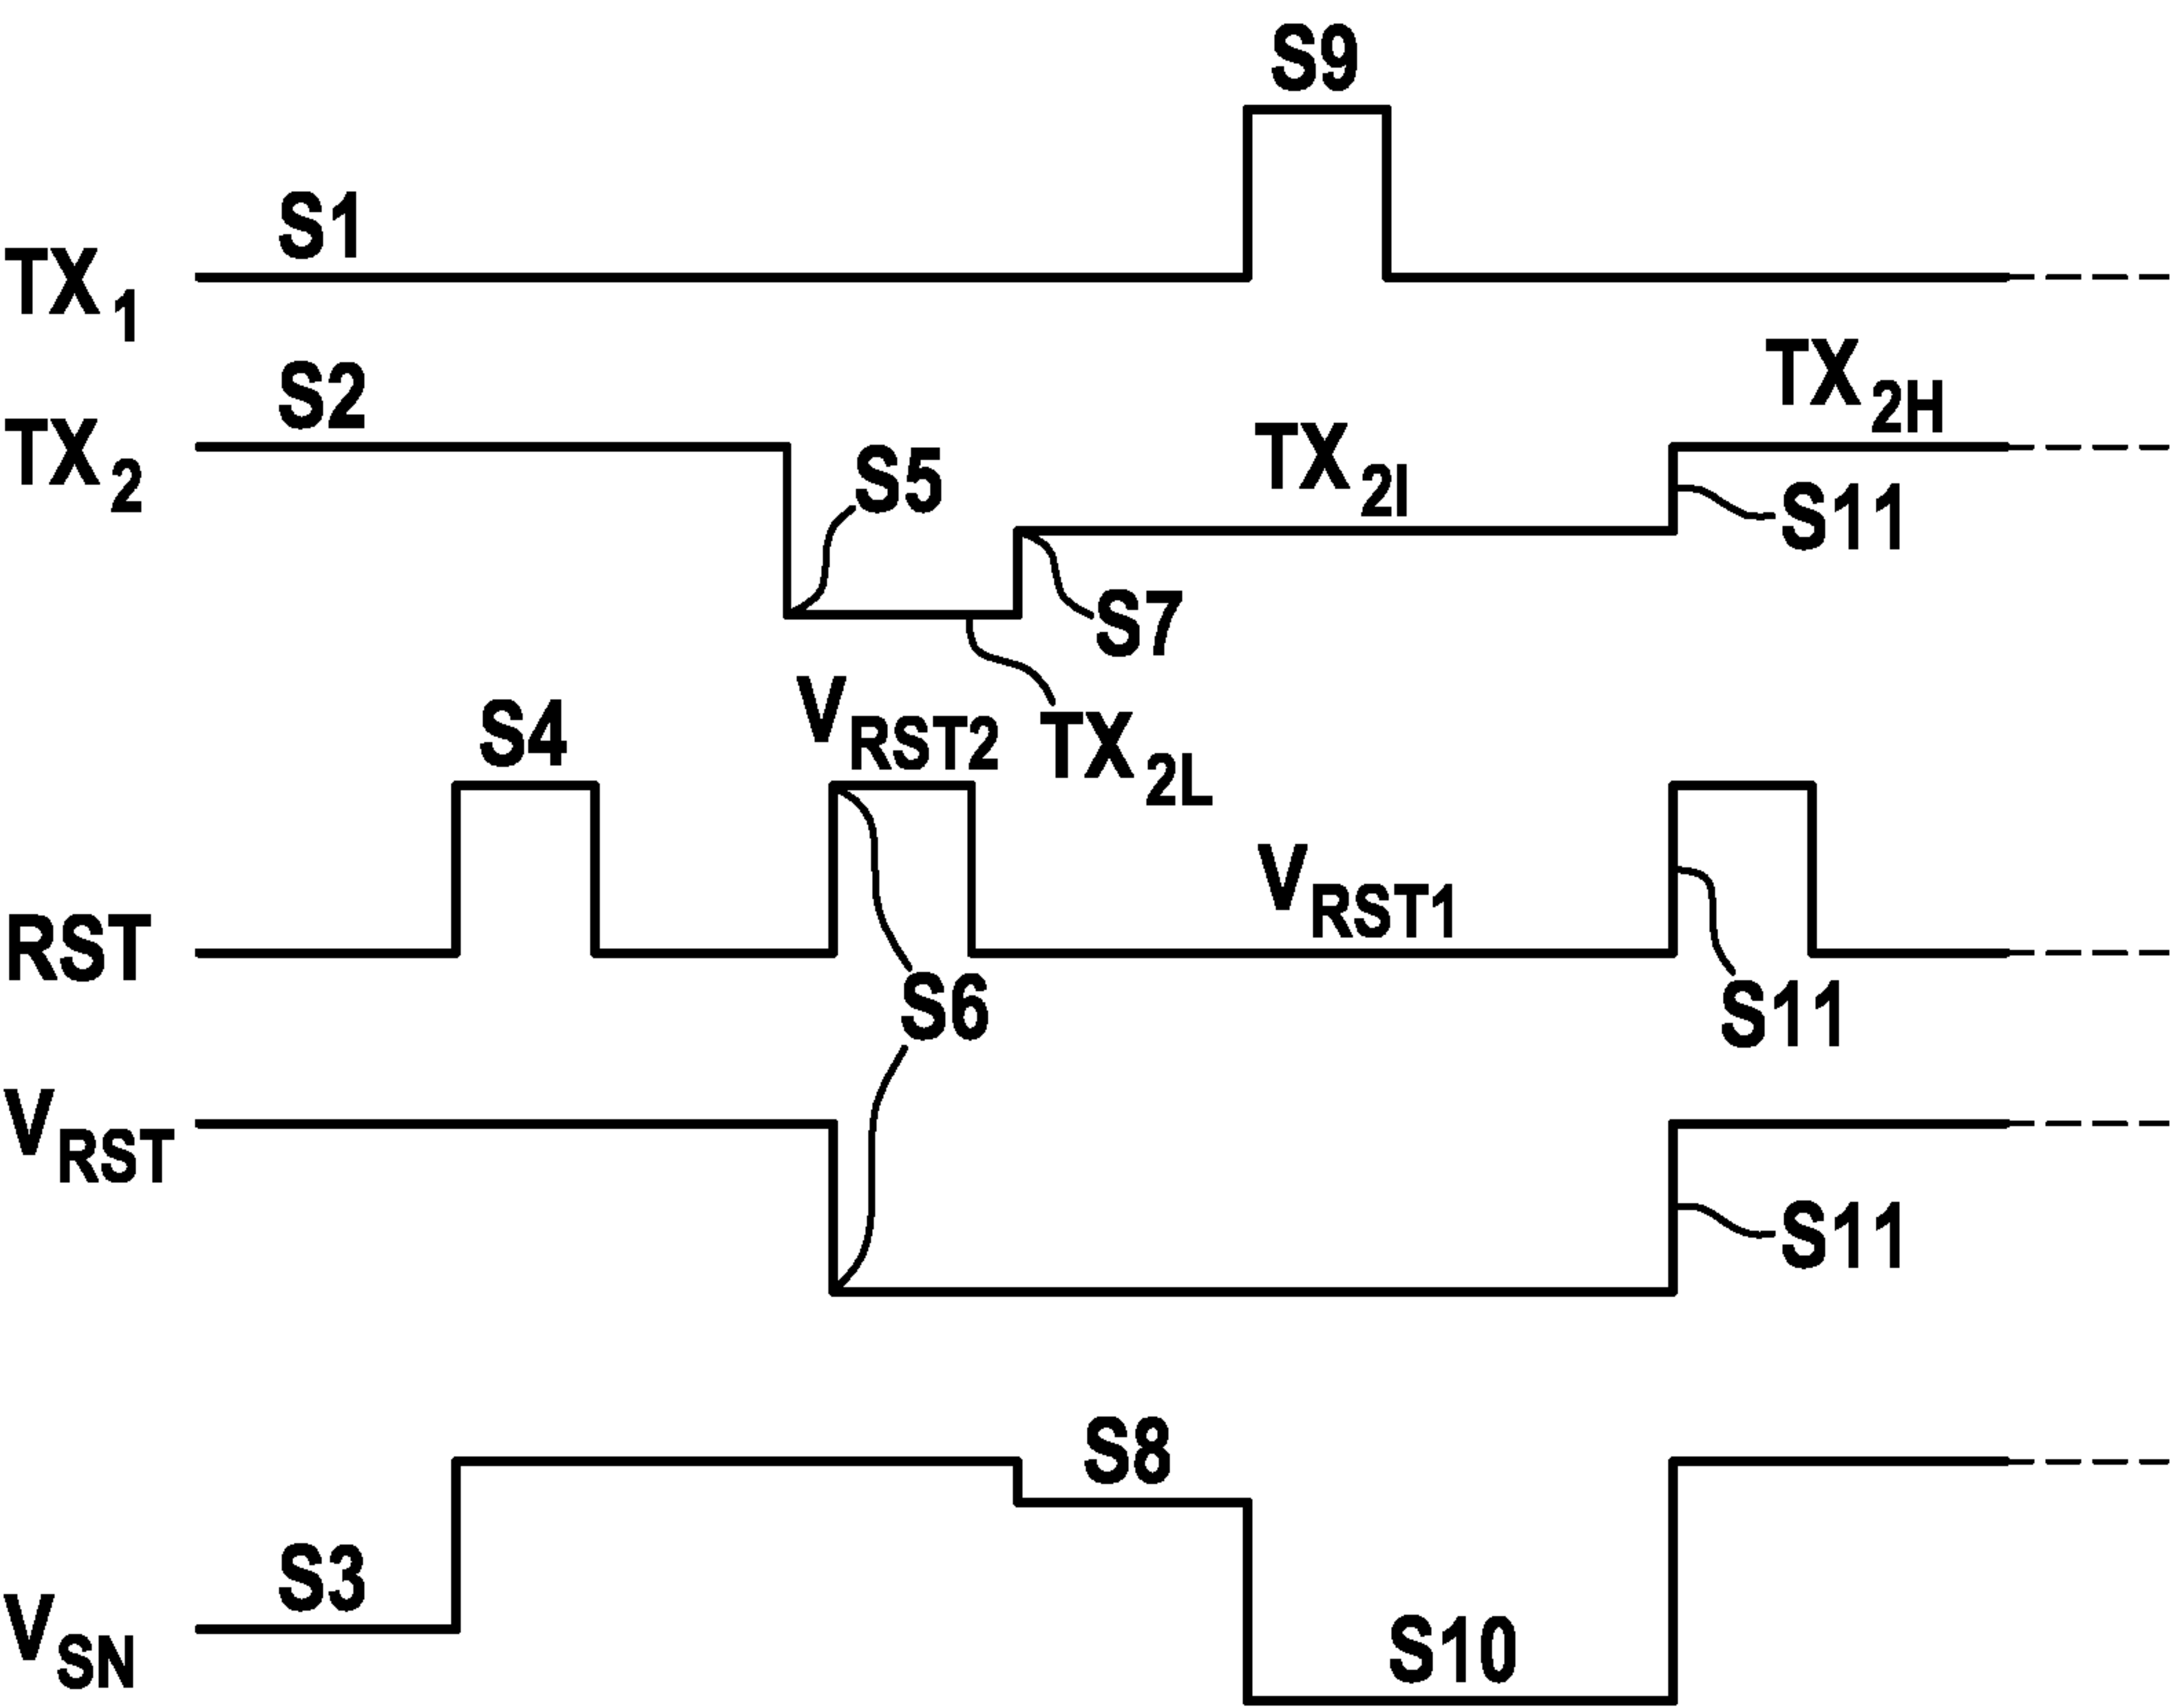 S9
S1
TX1
S2
TX2H
TX2
S5
TX2I
S11
S7
S4
VRST2
TX2L
VRST1
RST
S6
S11
VRST
S11
S8
S3
VSN
S10